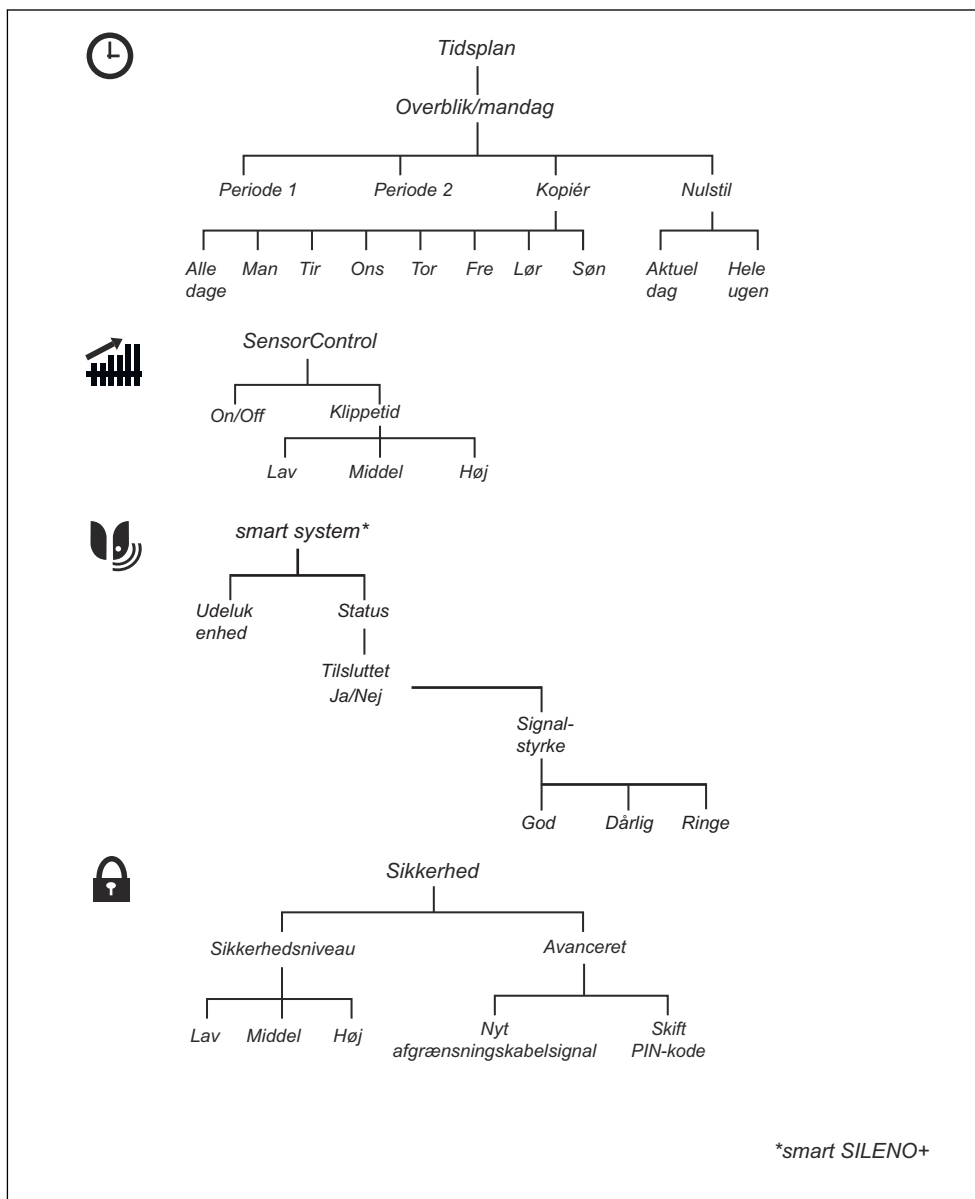 Tidsplan
Overblik/mandag
Periode 1
Periode 2
Kopiér
Nulstil
Alle
dage
Man
Tir
Ons
Tor
Fre
Lør
Søn
Aktuel
dag
Hele
ugen
SensorControl
On/Off
Klippetid
Lav
Middel
Høj
smart system*
Udeluk
enhed
Status
Tilsluttet
Ja/Nej
Signal-
styrke
God
Dårlig
Ringe
Sikkerhed
Sikkerhedsniveau
Avanceret
Lav
Middel
Høj
Nyt
afgrænsningskabelsignal
Skift
PIN-kode
*smart SILENO+